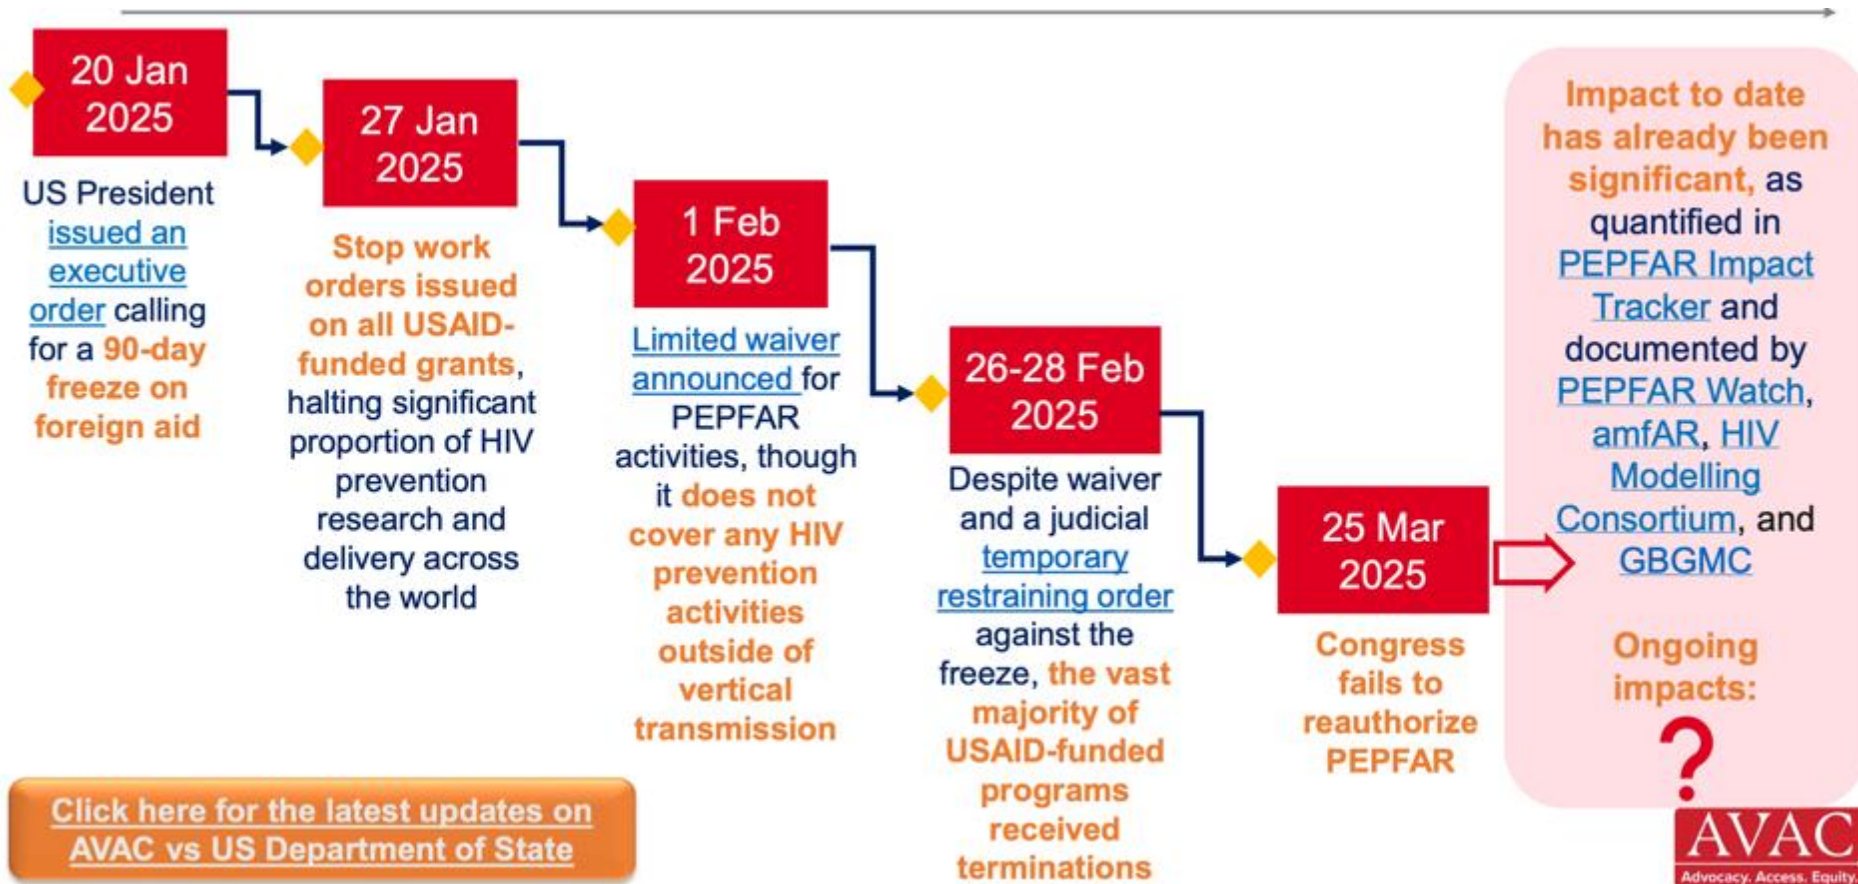 20 Jan
2025
US President
issued an
executive
order calling
for a 90-day
freeze on
foreign aid
27 Jan
2025
Stop work
orders issued
on all USAID-
funded grants,
halting significant
proportion of HIV
prevention
research and
delivery across
the world
1 Feb
2025
Limited waiver
announced for
PEPFAR
activities, though
it does not
cover any HIV
prevention
activities
outside of
vertical
transmission
26-28 Feb
2025
Despite waiver
and a judicial
temporary
restraining order
against the
freeze, the vast
majority of
USAID-funded
programs
received
terminations
25 Mar
2025
Congress
fails to
reauthorize
PEPFAR
Impact to date
has already been
significant, as
quantified in
PEPFAR Impact
Tracker and
documented by
PEPFAR Watch,
amfAR, HIV
Modelling
Consortium, and
GBGMC
Ongoing
impacts:
?
Click here for the latest updates on
AVAC vs US Department of State
AVAC
Advocacy. Access. Equity.